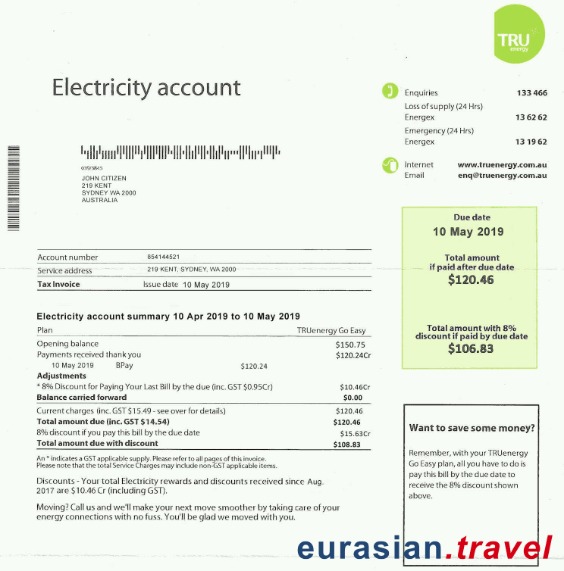 TRU
energy
Electricity account
Enquiries 133 466
Loss of supply (24 Hrs)
Energex 13 62 62
Emergency (24 Hrs)
Energex 13 19 62
Internet www.truenergy.com.au
Email enq@truenergy.com.au
JOHN CITIZEN
219 KENT
SYDNEY WA 2000
AUSTRALIA
Due date
10 May 2019
Total amount
if paid after due date
$120.46
Total amount with 8%
discount if paid by due date
$106.83
Account number 854144521
Service address 219 KENT, SYDNEY, WA 2000
Tax Invoice Issue date 10 May 2019
Electricity account summary 10 Apr 2019 to 10 May 2019
Plan TRUenergy Go Easy
Opening balance $150.75
Payments received thank you $120.24Cr
10 May 2019 BPay $120.24
Adjustments
* 8% Discount for Paying Your Last Bill by the due (inc. GST $0.95Cr) $10.46Cr
Balance carried forward $0.00
Current charges (inc. GST $15.49 - see over for details) $120.46
Total amount due (inc. GST $14.54) $120.46
8% discount if you pay this bill by the due date $15.63Cr
Total amount due with discount $108.83
An * indicates a GST applicable supply. Please refer to all pages of this invoice.
Please note that the total Service Charges may include non-GST applicable items.
Discounts - Your total Electricity rewards and discounts received since Aug.
2017 are $10.46 Cr (including GST).
Moving? Call us and we'll make your next move smoother by taking care of your
energy connections with no fuss. You'll be glad we moved with you.
Want to save some money?
Remember, with your TRUenergy
Go Easy plan, all you have to do is
pay this bill by the due date to
receive the 8% discount shown
above.
eurasian.travel